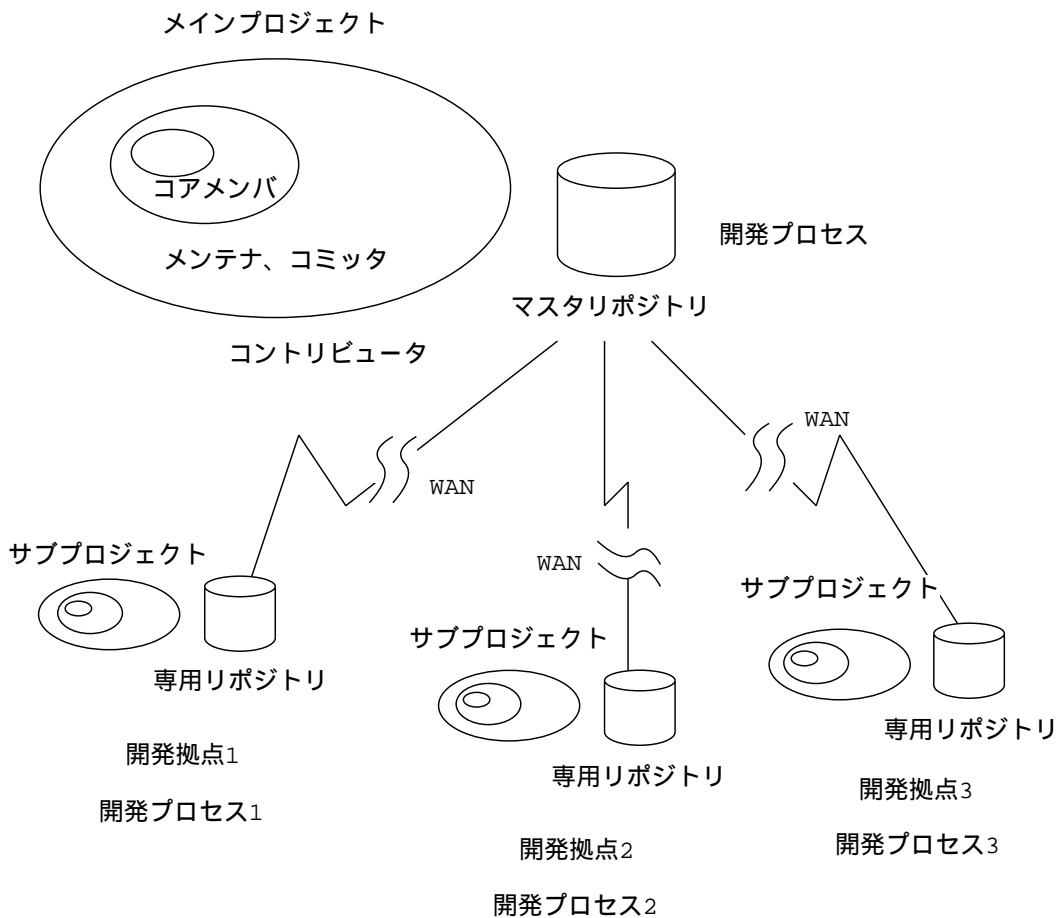 メインプロジェクト
コアメンバ
メンテナ、コミッタ
開発プロセス
マスタリポジトリ
コントリビュータ
WAN
WAN
WAN
サブプロジェクト
専用リポジトリ
開発拠点1
開発プロセス1
サブプロジェクト
専用リポジトリ
開発拠点2
開発プロセス2
サブプロジェクト
専用リポジトリ
開発拠点3
開発プロセス3